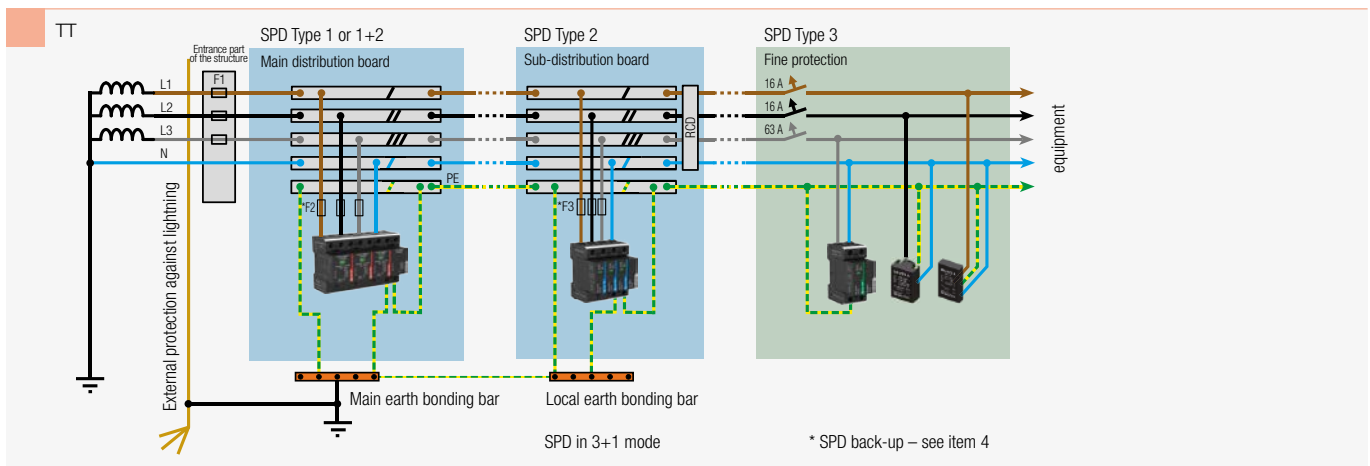 TT
SPD Type 1 or 1+2
SPD Type 2
SPD Type 3
Entrance part
of the structure
Main distribution board
Sub-distribution board
Fine protection
F1
L1
L2
L3
N
PE
RCD
16 A
16 A
63 A
equipment
*F2
*F3
External protection against lightning
Main earth bonding bar
Local earth bonding bar
SPD in 3+1 mode
* SPD back-up – see item 4